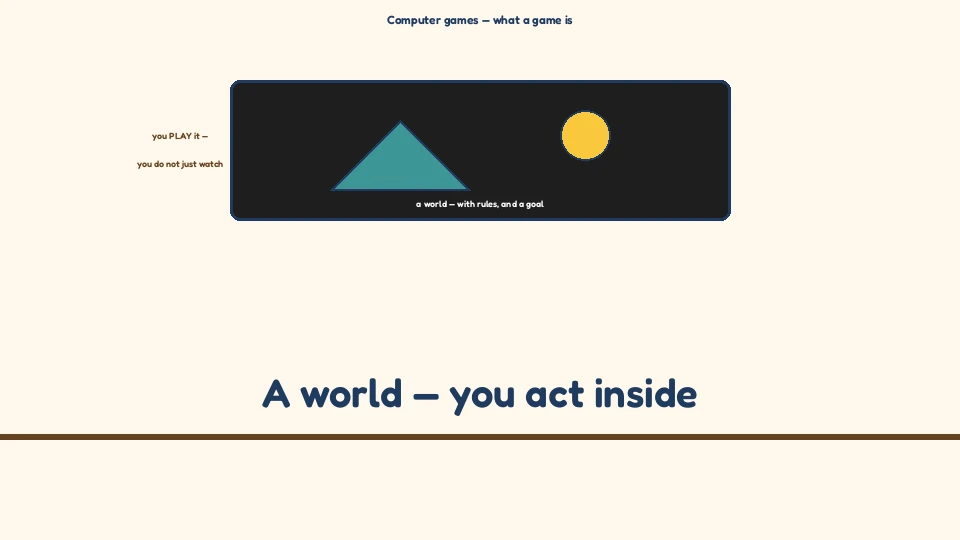 Computer games — what a game is
you PLAY it —
you do not just watch
a world — with rules, and a goal
A world — you act inside